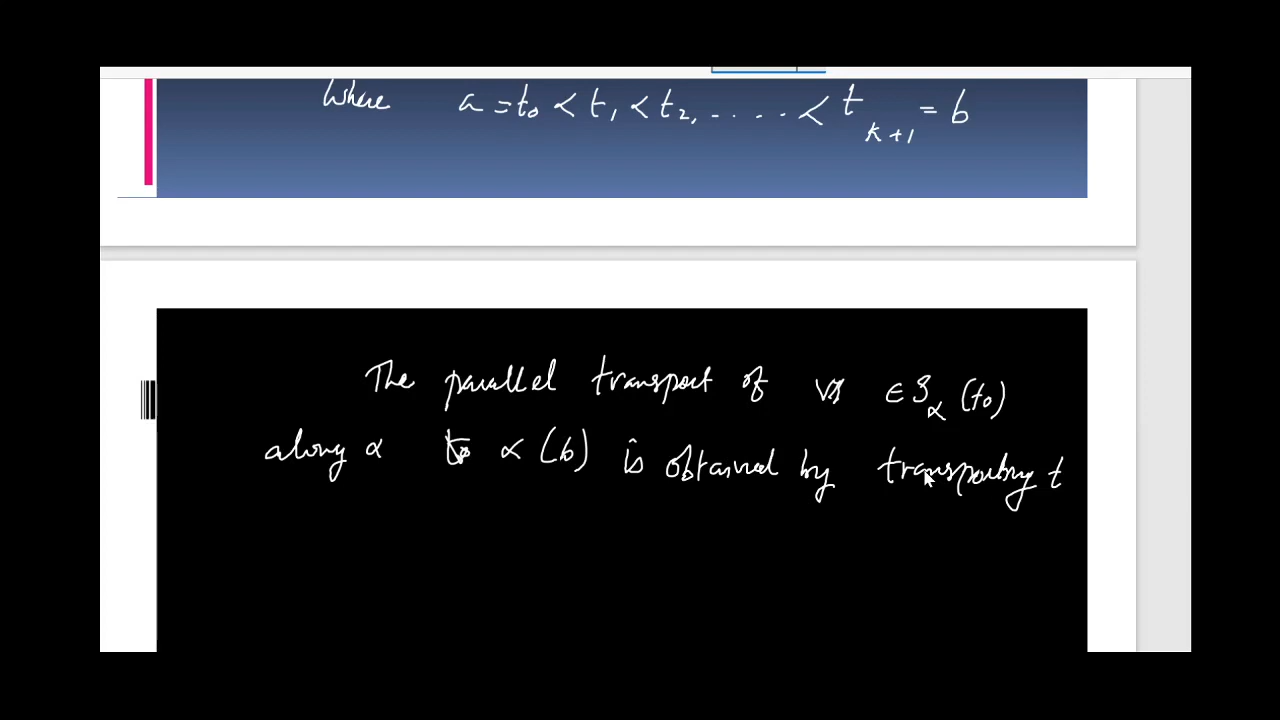 Where a = t₀ < t₁ < t₂, ..... < t_{k+1} = b
The parallel transport of v ∈ S_α (t₀)
along α to α (b) is obtained by transporting t